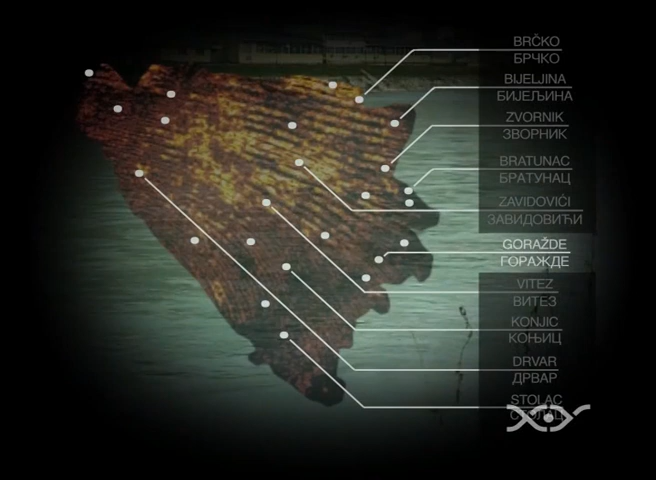 BRČKO
БРЧКО
BIJELJINA
БИЈЕЉИНА
ZVORNIK
ЗВОРНИК
BRATUNAC
БРАТУНАЦ
ZAVIDOVIĆI
ЗАВИДОВИЋИ
GORAŽDE
ГОРАЖДЕ
VITEZ
ВИТЕЗ
KONJIC
КОЊИЦ
DRVAR
ДРВАР
STOLAC
СТОЛАЦ